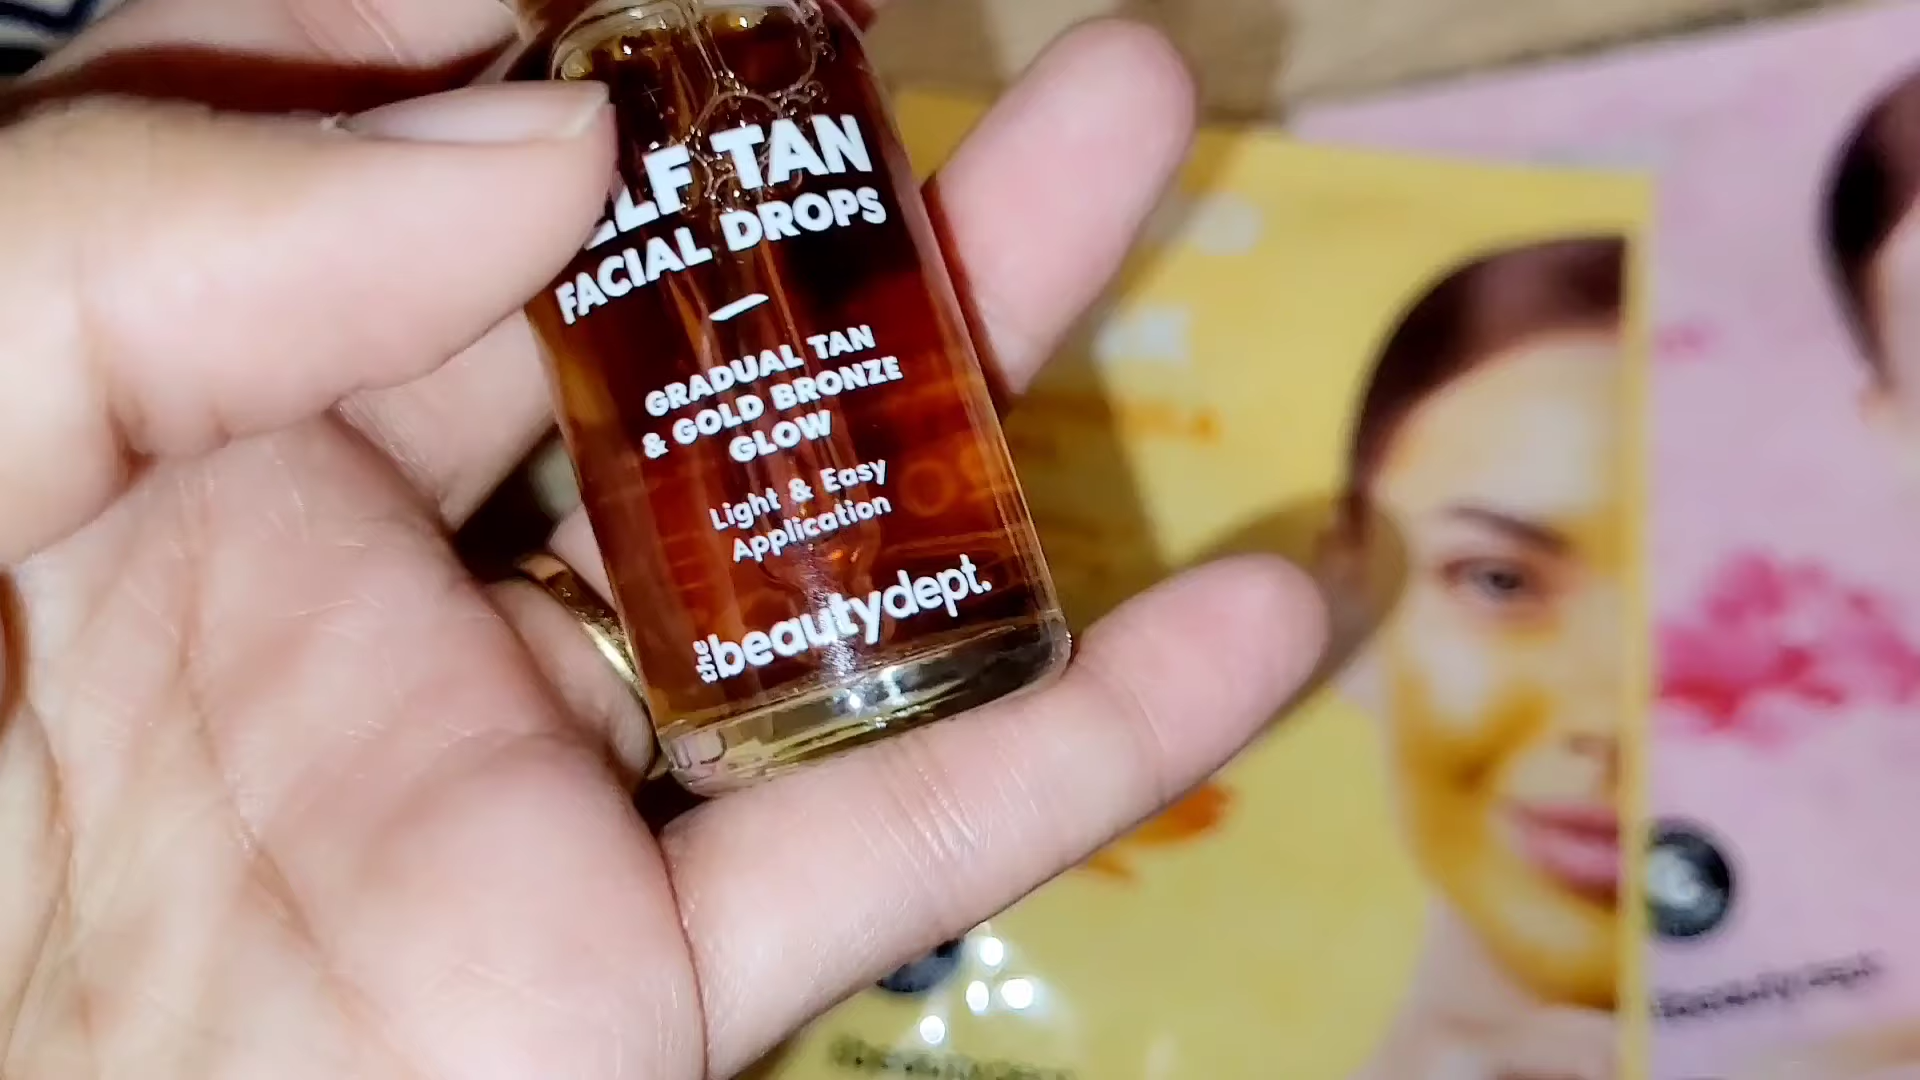 ELF TAN
FACIAL DROPS
GRADUAL TAN
& GOLD BRONZE
GLOW
Light & Easy
Application
the beautydept.